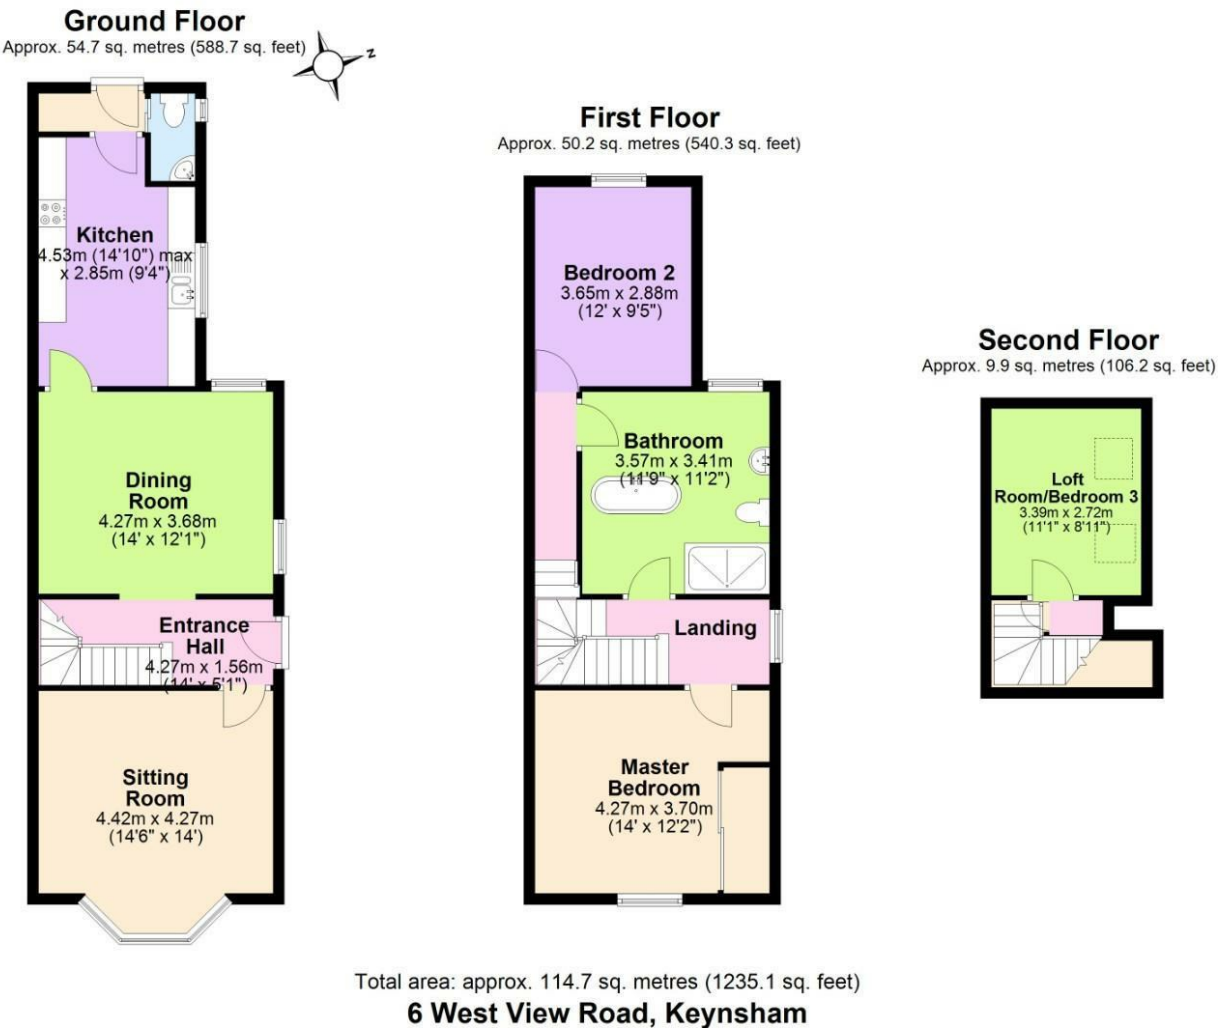 Ground Floor
Approx. 54.7 sq. metres (588.7 sq. feet)
Z
First Floor
Approx. 50.2 sq. metres (540.3 sq. feet)
Second Floor
Approx. 9.9 sq. metres (106.2 sq. feet)
Kitchen
4.53m (14'10") max
x 2.85m (9'4")
Dining
Room
4.27m x 3.68m
(14' x 12'1")
Entrance
Hall
4.27m x 1.56m
(14' x 5'1")
Sitting
Room
4.42m x 4.27m
(14'6" x 14')
Bedroom 2
3.65m x 2.88m
(12' x 9'5")
Bathroom
3.57m x 3.41m
(11'9" x 11'2")
Landing
Master
Bedroom
4.27m x 3.70m
(14' x 12'2")
Loft
Room/Bedroom 3
3.39m x 2.72m
(11'1" x 8'11")
Total area: approx. 114.7 sq. metres (1235.1 sq. feet)
6 West View Road, Keynsham